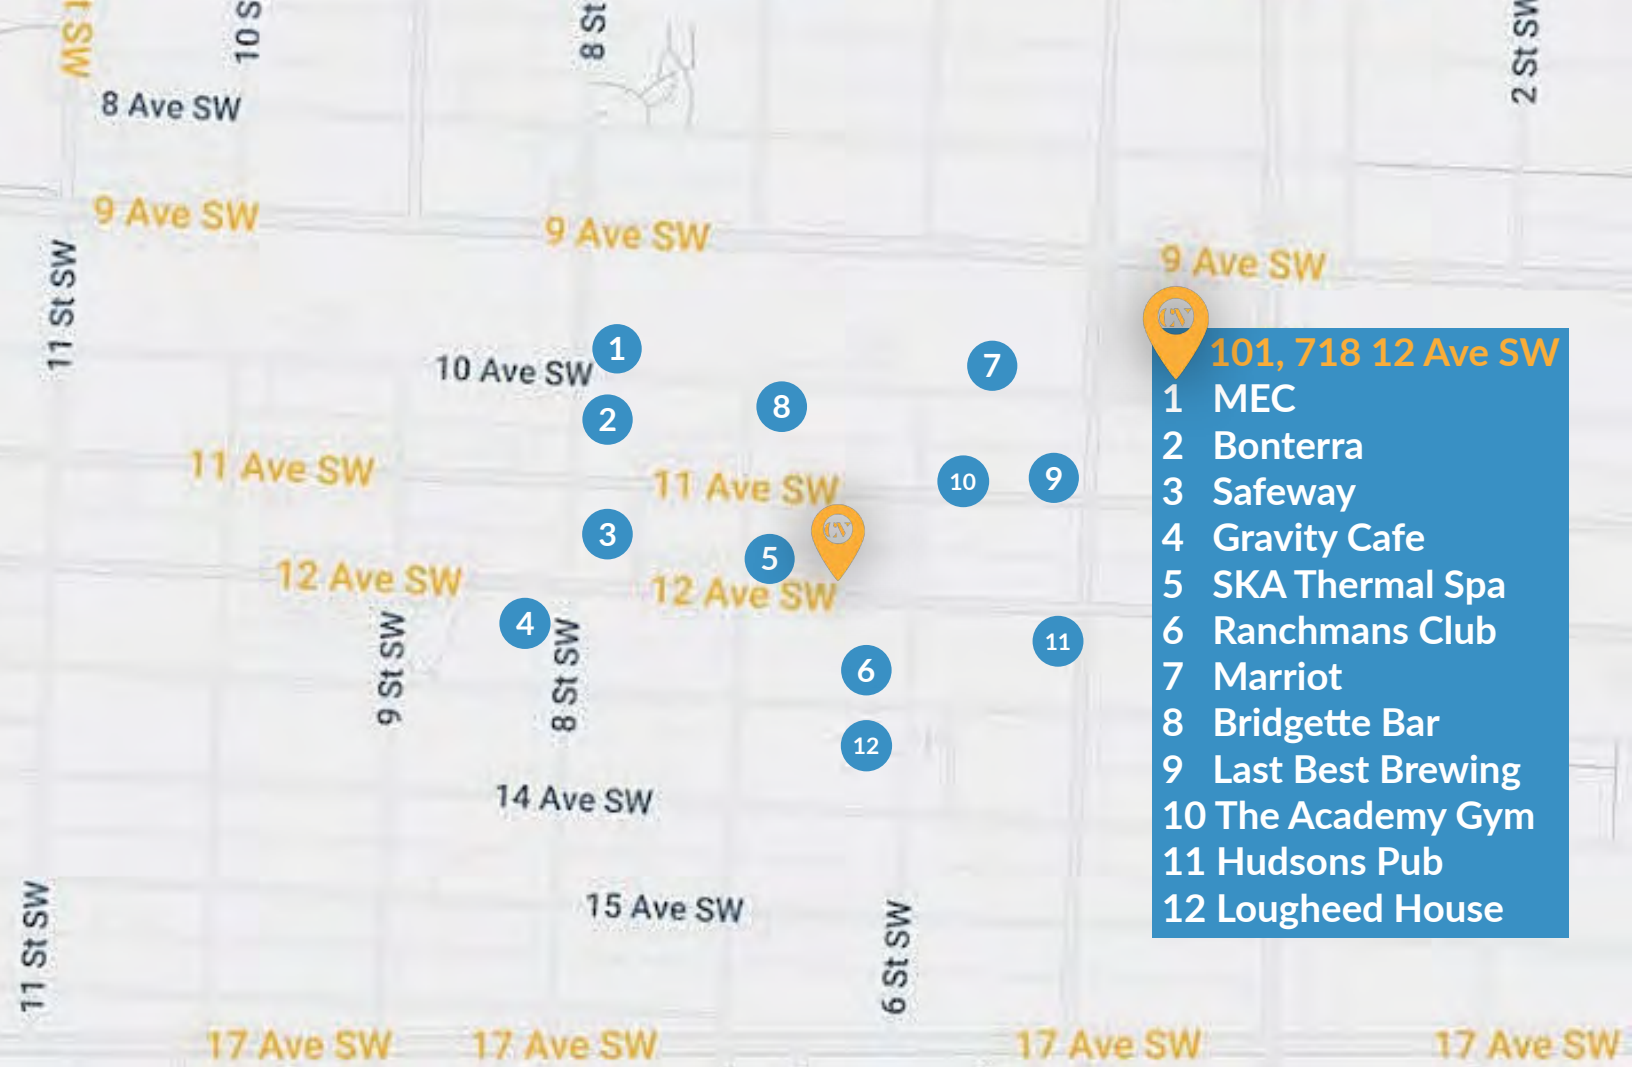 t SW
10 S
8 St
2 St SW
8 Ave SW
9 Ave SW
9 Ave SW
9 Ave SW
11 St SW
1
10 Ave SW
7
8
2
11 Ave SW
11 Ave SW
10
9
3
5
12 Ave SW
12 Ave SW
4
9 St SW
8 St SW
11
6
12
14 Ave SW
15 Ave SW
11 St SW
6 St SW
17 Ave SW
17 Ave SW
17 Ave SW
17 Ave SW
101, 718 12 Ave SW
1 MEC
2 Bonterra
3 Safeway
4 Gravity Cafe
5 SKA Thermal Spa
6 Ranchmans Club
7 Marriot
8 Bridgette Bar
9 Last Best Brewing
10 The Academy Gym
11 Hudsons Pub
12 Lougheed House